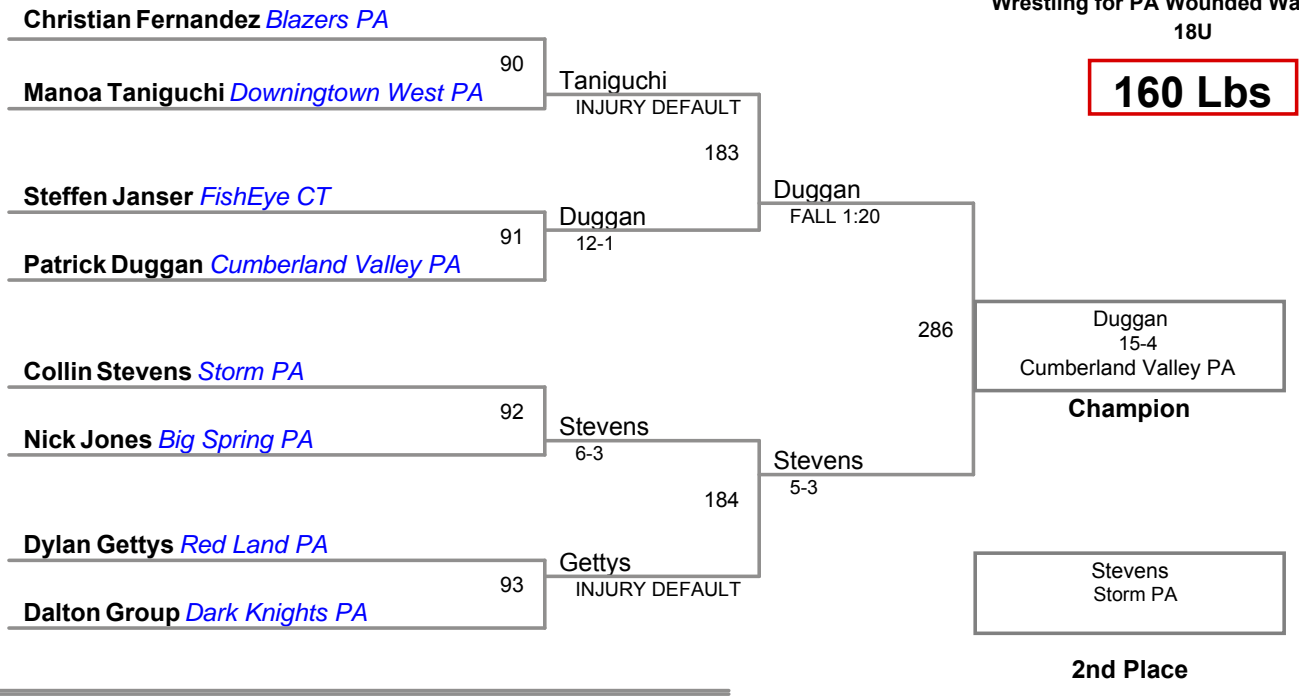 Christian Fernandez Blazers PA
Wrestling for PA Wounded
18U
160 Lbs
90
Manoa Taniguchi Downingtown West PA
Taniguchi
INJURY DEFAULT
183
Steffen Janser FishEye CT
Duggan
12-1
91
Patrick Duggan Cumberland Valley PA
Duggan
FALL 1:20
286
Duggan
15-4
Cumberland Valley PA
Champion
Collin Stevens Storm PA
92
Nick Jones Big Spring PA
Stevens
6-3
184
Stevens
5-3
Dylan Gettys Red Land PA
93
Dalton Group Dark Knights PA
Gettys
INJURY DEFAULT
Stevens
Storm PA
2nd Place